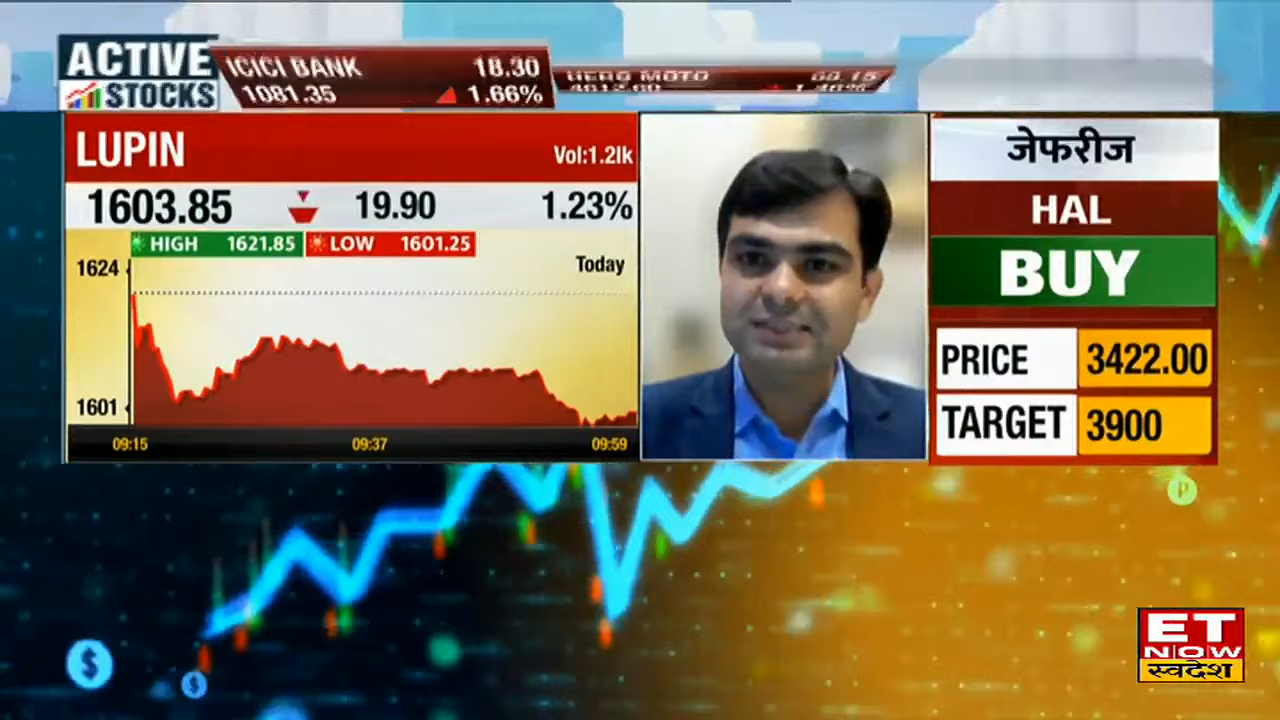 ACTIVE
STOCKS
ICICI BANK 18.30
1081.35 1.66%
HERO MOTO
LUPIN Vol:1.2lk
1603.85 19.90 1.23%
HIGH 1621.85 LOW 1601.25
Today
1624
1601
09:15 09:37 09:59
जेफरीज
HAL
BUY
PRICE 3422.00
TARGET 3900
$
$
P
ET
NOW
स्वदेश